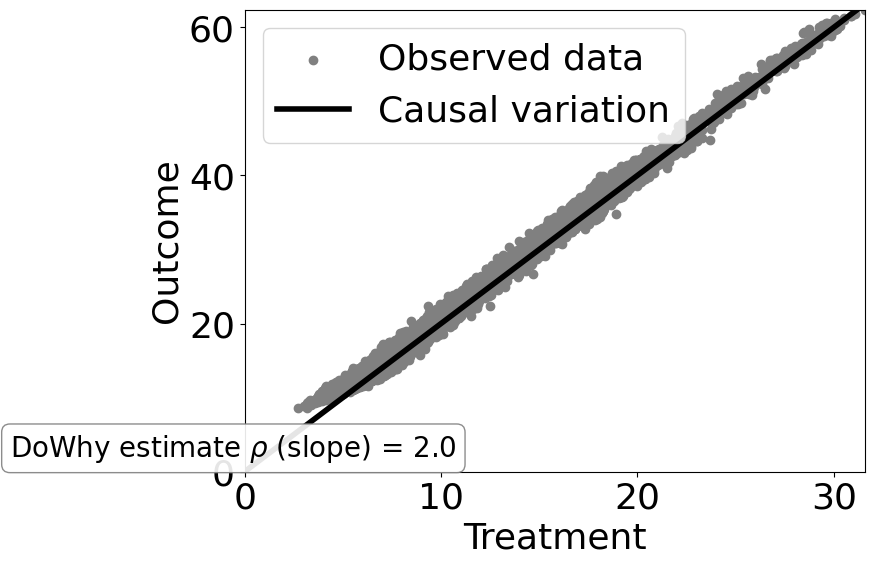 60
40
20
0
Outcome
Observed data
Causal variation
DoWhy estimate ρ (slope) = 2.0
0 10 20 30
Treatment